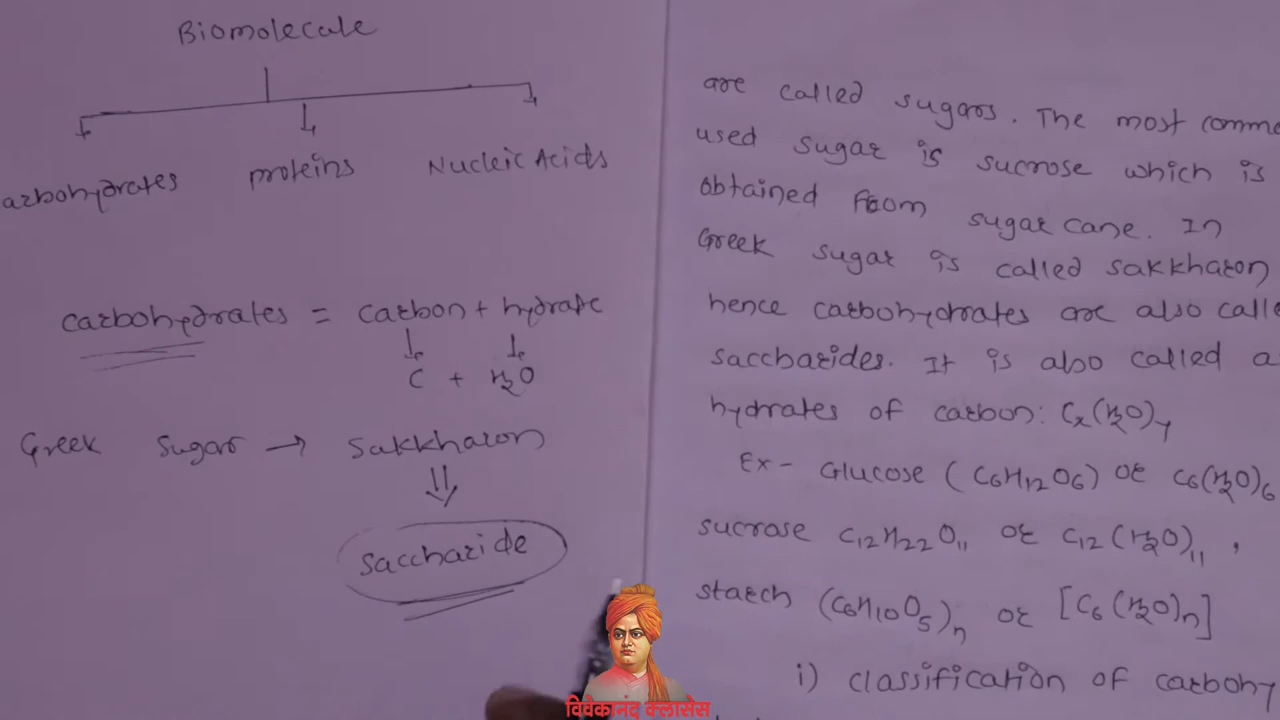 Biomolecule
arbohydrates proteins Nucleic Acids
carbohydrates = carbon + hydrate
C + H2O
Greek Sugar → Sakkharon
Saccharide
are called sugars. The most commo
used sugar is sucrose which is
obtained from sugar cane. In
Greek sugar is called sakkharon
hence carbohydrates are also calle
saccharides. It is also called a
hydrates of carbon: Cx(H2O)y
Ex- Glucose (C6H12O6) or C6(H2O)6
sucrose C12H22O11 or C12(H2O)11,
starch (C6H10O5)n or [C6(H2O)n]
i) classification of carbohy
विवेकानंद क्लासेस